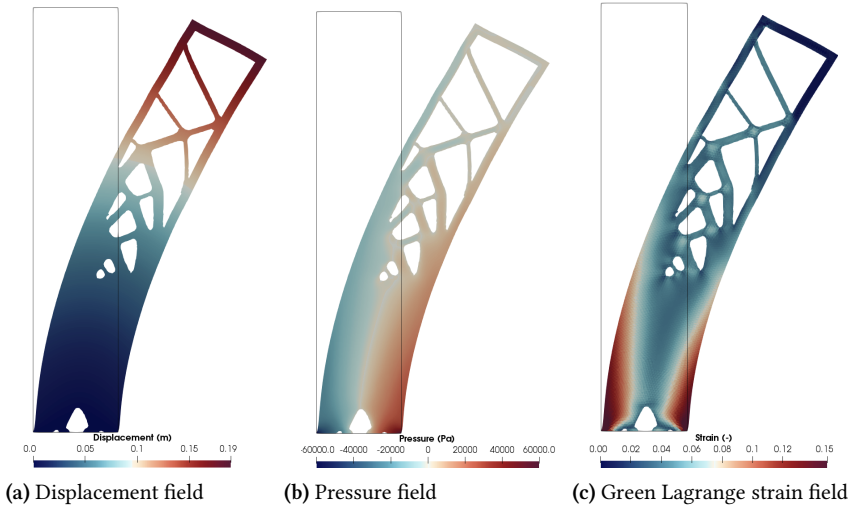 Displacement (m)
0.0 0.05 0.1 0.15 0.19
(a) Displacement field
Pressure (Pa)
-60000.0 -40000 -20000 0 20000 40000 60000.0
(b) Pressure field
Strain (-)
0.00 0.02 0.04 0.06 0.08 0.1 0.12 0.15
(c) Green Lagrange strain field